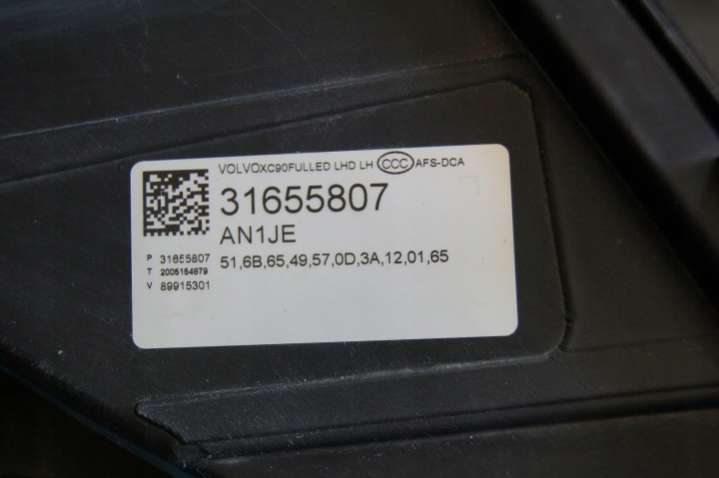 VOLVOXC90FULLED LHD LH CCC AFS-DCA
31655807
AN1JE
51,6B,65,49,57,0D,3A,12,01,65
P 31655807
T 2005154879
V 89915301